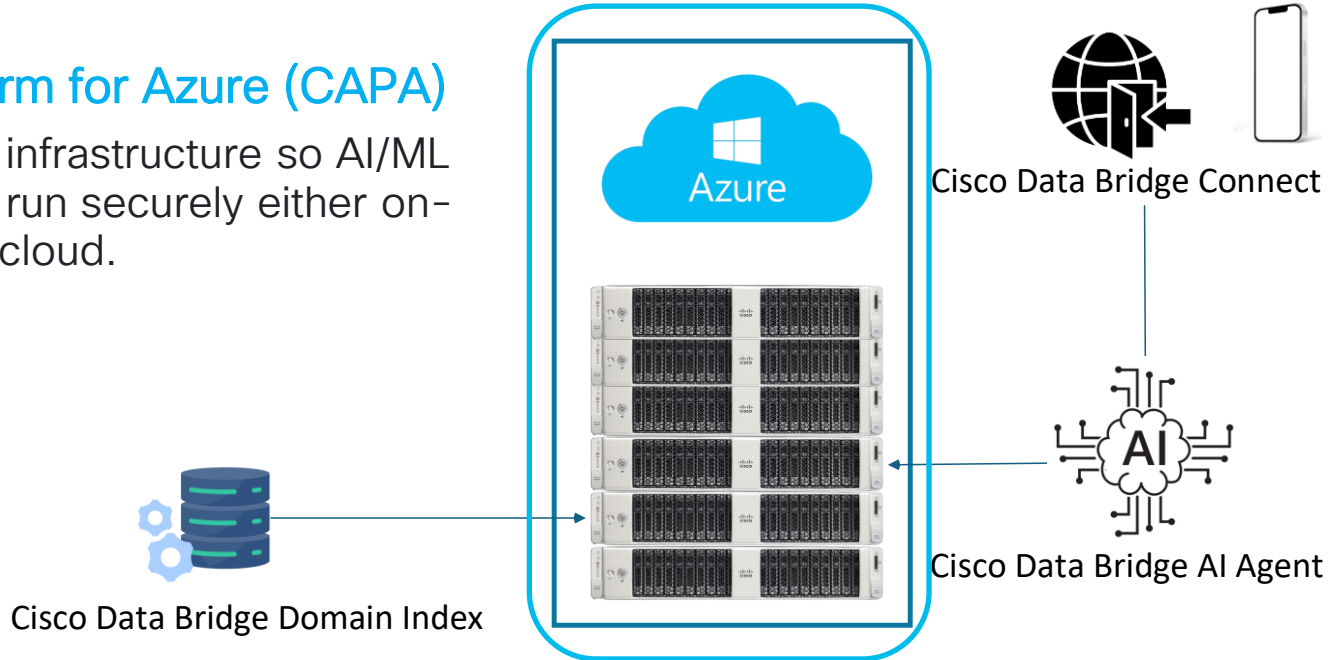 rm for Azure (CAPA)
infrastructure so AI/ML
run securely either on-
cloud.
Azure
Cisco Data Bridge Connect
AI
Cisco Data Bridge AI Agent
Cisco Data Bridge Domain Index